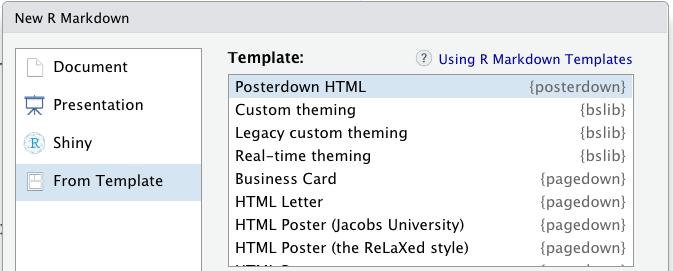 New R Markdown
Document
Presentation
Shiny
From Template
Template:
? Using R Markdown Templates
Posterdown HTML {posterdown}
Custom theming {bslib}
Legacy custom theming {bslib}
Real-time theming {bslib}
Business Card {pagedown}
HTML Letter {pagedown}
HTML Poster (Jacobs University) {pagedown}
HTML Poster (the ReLaXed style) {pagedown}